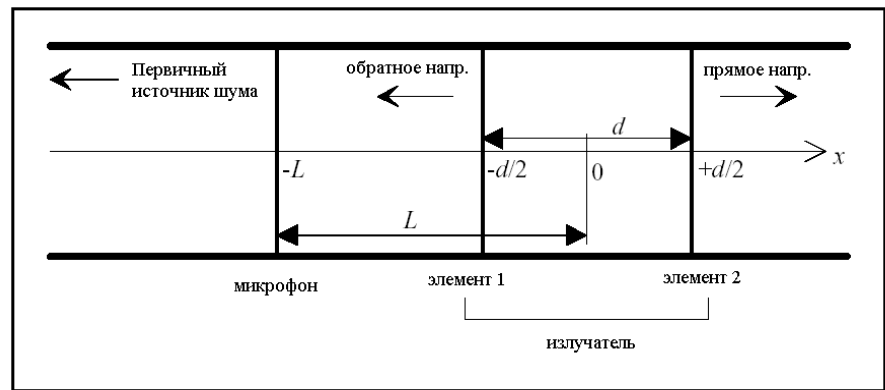 Первичный
источник шума
обратное напр.
прямое напр.
d
x
-L
-d/2
0
+d/2
L
микрофон
элемент 1
элемент 2
излучатель